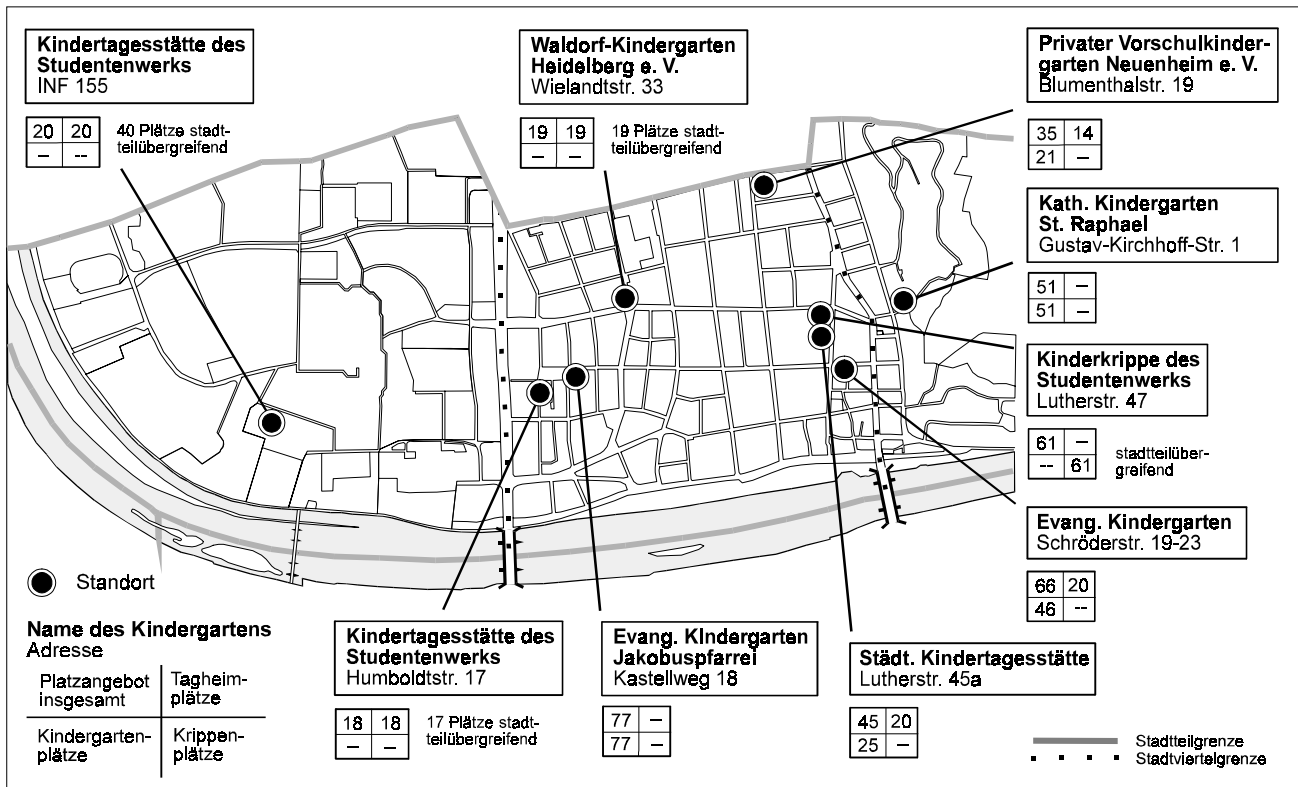 Kindertagesstätte des
Studentenwerks
INF 155
20 20
– --
40 Plätze stadt-
teilübergreifend
Waldorf-Kindergarten
Heidelberg e. V.
Wielandtstr. 33
19 19
– –
19 Plätze stadt-
teilübergreifend
Privater Vorschulkinder-
garten Neuenheim e. V.
Blumenthalstr. 19
35 14
21 –
Kath. Kindergarten
St. Raphael
Gustav-Kirchhoff-Str. 1
51 –
51 –
Kinderkrippe des
Studentenwerks
Lutherstr. 47
61 –
-- 61
stadtteilüber-
greifend
Evang. Kindergarten
Schröderstr. 19-23
66 20
46 --
Standort
Name des Kindergartens
Adresse
Platzangebot
insgesamt
Tagheim-
plätze
Kindergarten-
plätze
Krippen-
plätze
Kindertagesstätte des
Studentenwerks
Humboldtstr. 17
18 18
– –
17 Plätze stadt-
teilübergreifend
Evang. Kindergarten
Jakobuspfarrei
Kastellweg 18
77 –
77 –
Städt. Kindertagesstätte
Lutherstr. 45a
45 20
25 –
Stadtteilgrenze
Stadtviertelgrenze